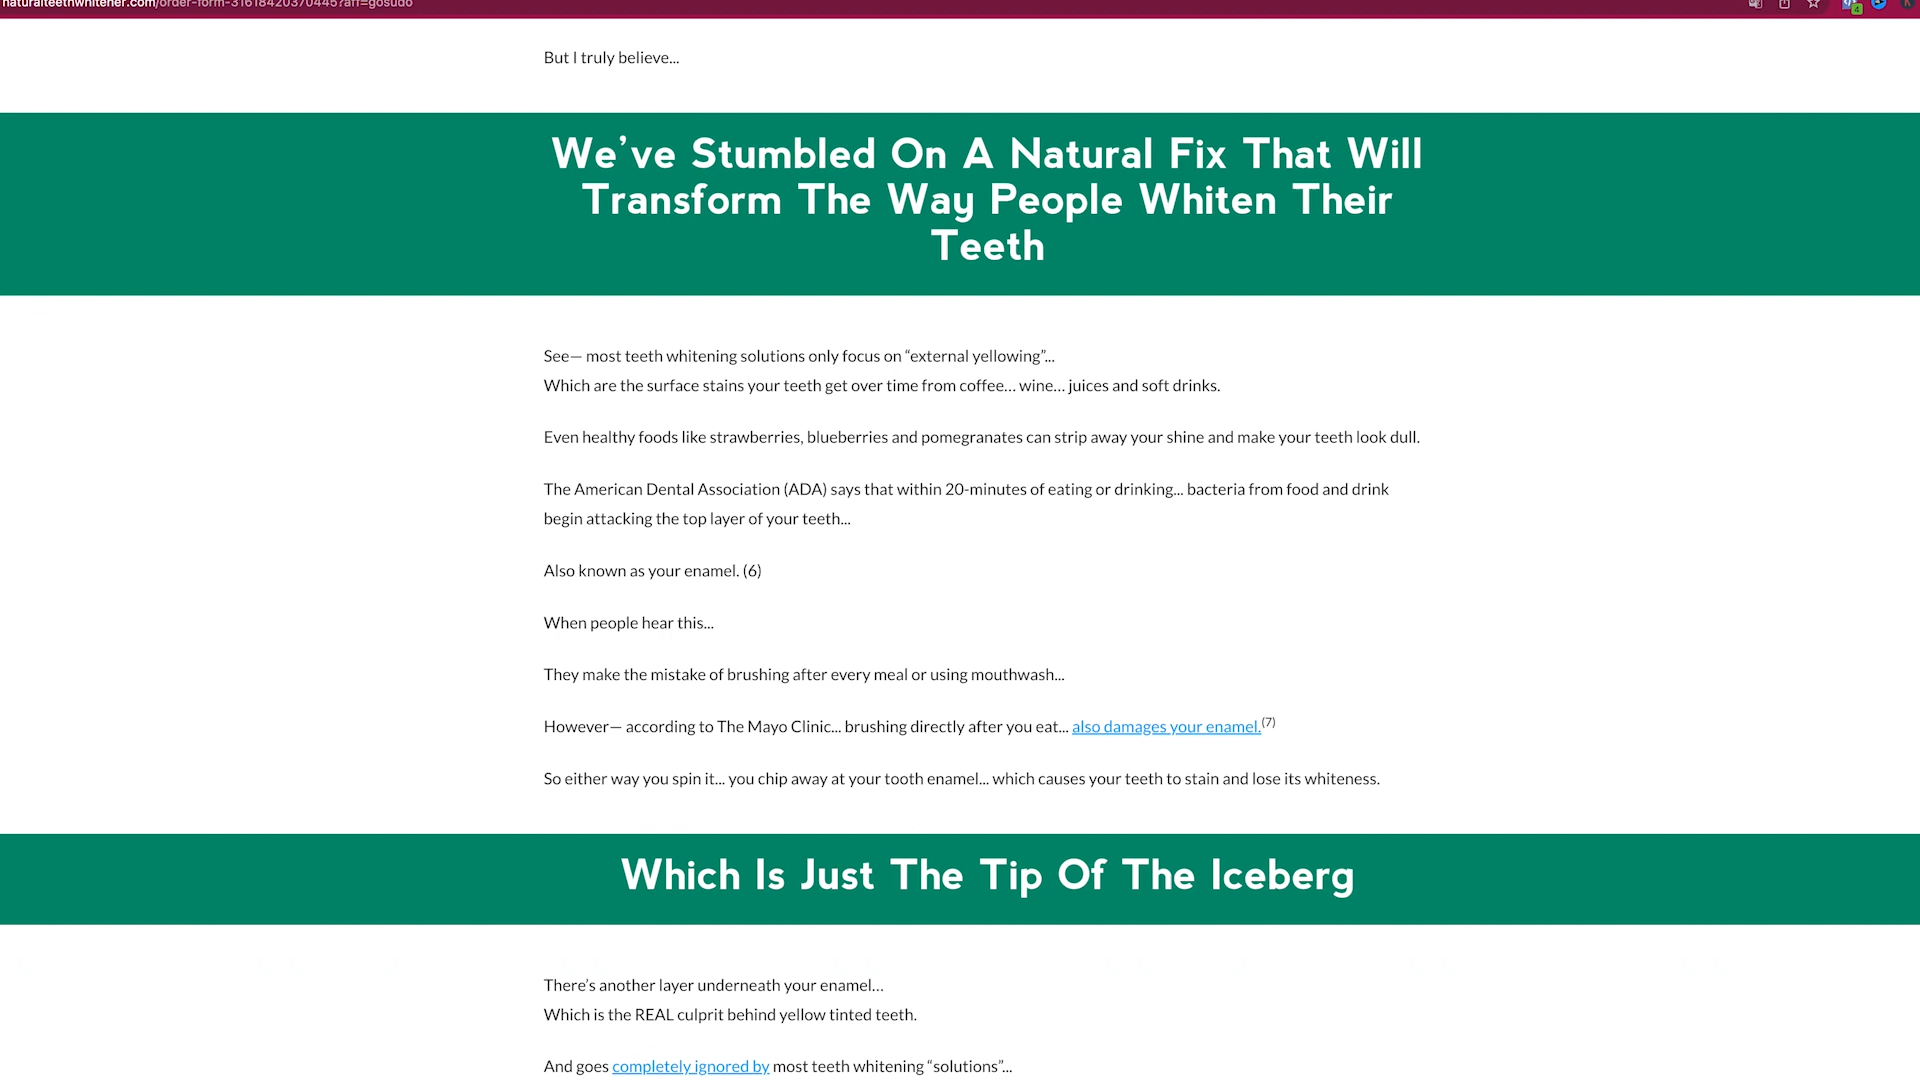 naturalteethwhitener.com/order-form-31618420370445?aff=gosudo
But I truly believe...
We've Stumbled On A Natural Fix That Will
Transform The Way People Whiten Their
Teeth
See— most teeth whitening solutions only focus on “external yellowing”...
Which are the surface stains your teeth get over time from coffee… wine… juices and soft drinks.
Even healthy foods like strawberries, blueberries and pomegranates can strip away your shine and make your teeth look dull.
The American Dental Association (ADA) says that within 20-minutes of eating or drinking... bacteria from food and drink
begin attacking the top layer of your teeth...
Also known as your enamel. (6)
When people hear this...
They make the mistake of brushing after every meal or using mouthwash...
However— according to The Mayo Clinic... brushing directly after you eat... also damages your enamel.(7)
So either way you spin it... you chip away at your tooth enamel... which causes your teeth to stain and lose its whiteness.
Which Is Just The Tip Of The Iceberg
There's another layer underneath your enamel…
Which is the REAL culprit behind yellow tinted teeth.
And goes completely ignored by most teeth whitening “solutions”...